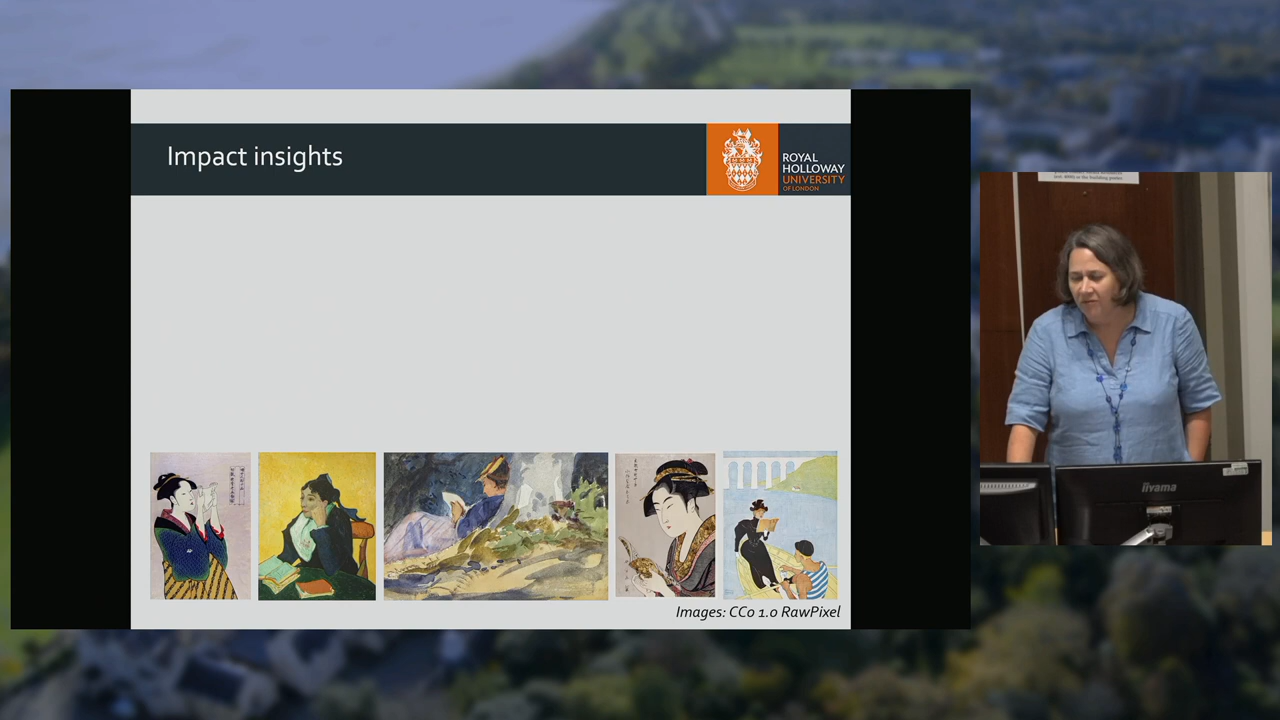 Impact insights
ROYAL
HOLLOWAY
UNIVERSITY
OF LONDON
Images: CC0 1.0 RawPixel
iiyama